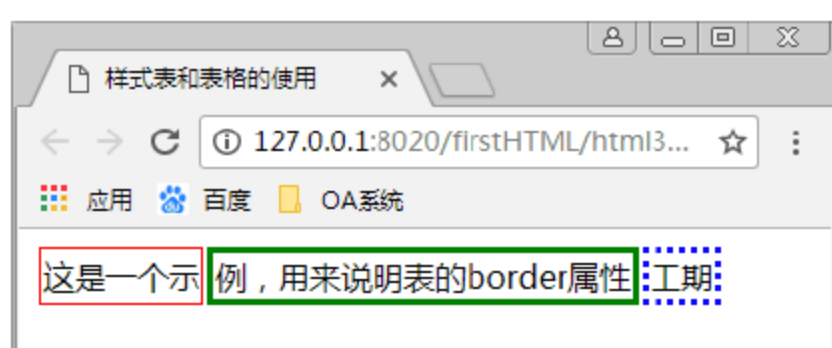 样式表和表格的使用
127.0.0.1:8020/firstHTML/html3...
应用 百度 OA系统
这是一个示 例，用来说明表的border属性 工期